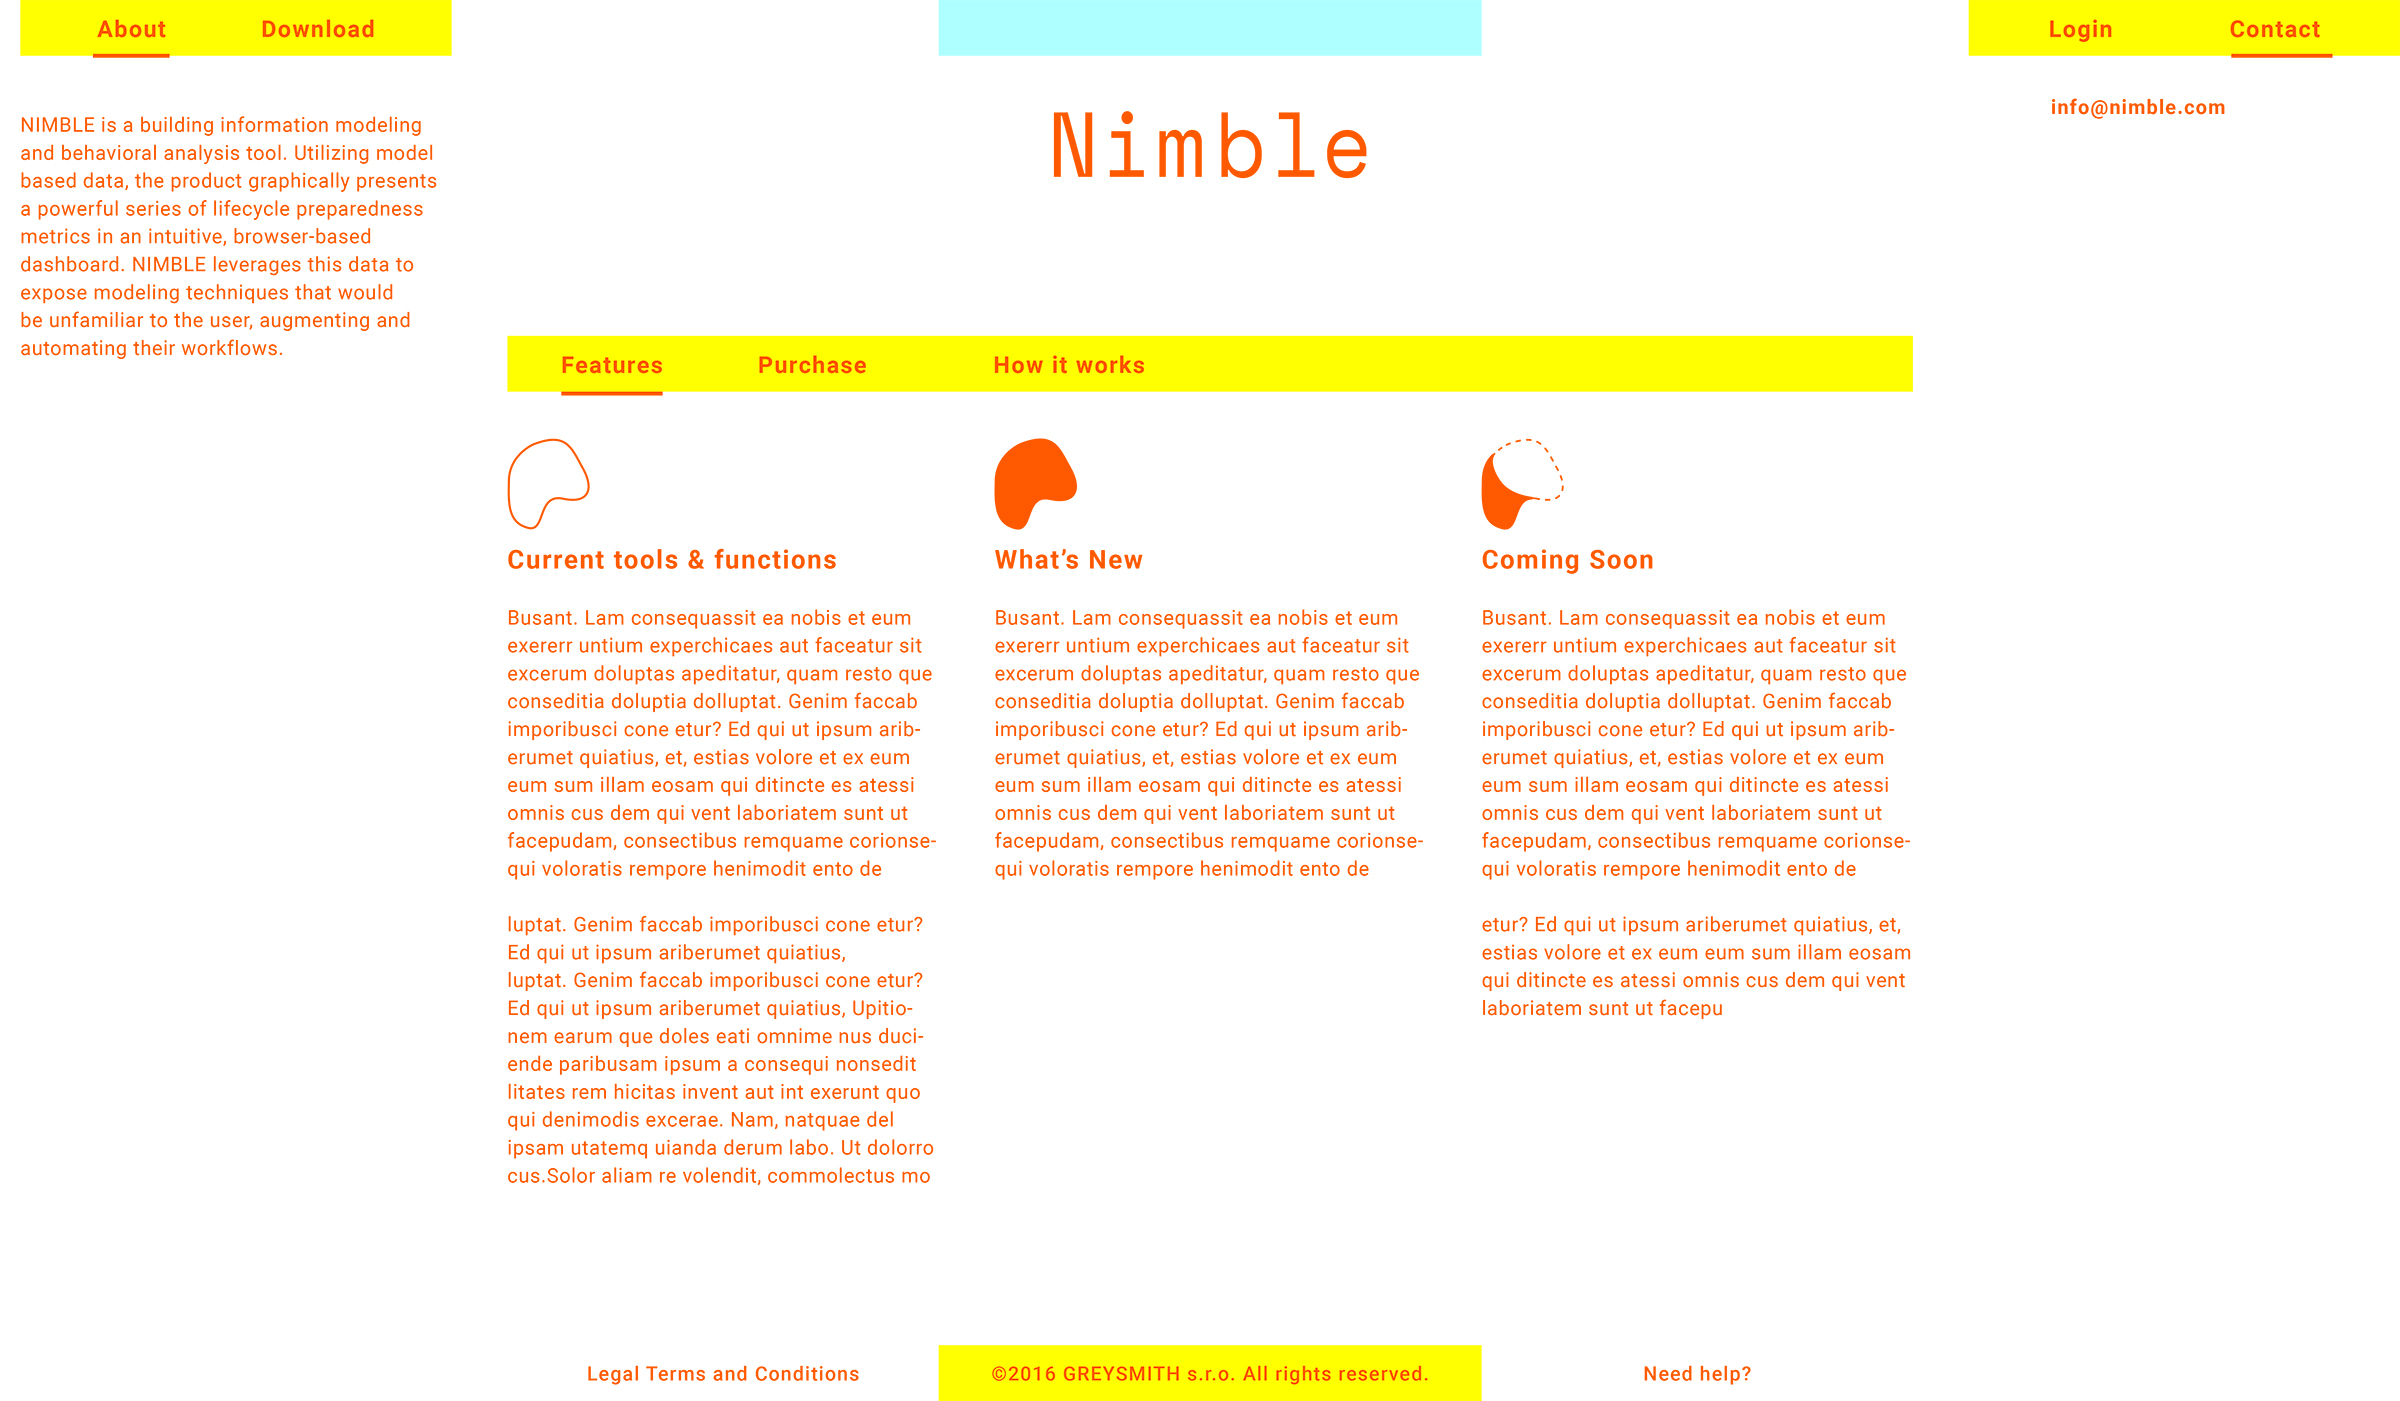 About
Download
Login
Contact
info@nimble.com
NIMBLE is a building information modeling
and behavioral analysis tool. Utilizing model
based data, the product graphically presents
a powerful series of lifecycle preparedness
metrics in an intuitive, browser-based
dashboard. NIMBLE leverages this data to
expose modeling techniques that would
be unfamiliar to the user, augmenting and
automating their workflows.
Nimble
Features
Purchase
How it works
Current tools & functions
Busant. Lam consequassit ea nobis et eum
exererr untium experchicaes aut faceatur sit
excerum doluptas apeditatur, quam resto que
conseditia doluptia dolluptat. Genim faccab
imporibusci cone etur? Ed qui ut ipsum arib-
erumet quiatius, et, estias volore et ex eum
eum sum illam eosam qui ditincte es atessi
omnis cus dem qui vent laboriatem sunt ut
facepudam, consectibus remquame corionse-
qui voloratis rempore henimodit ento de
luptat. Genim faccab imporibusci cone etur?
Ed qui ut ipsum ariberumet quiatius,
luptat. Genim faccab imporibusci cone etur?
Ed qui ut ipsum ariberumet quiatius, Upitio-
nem earum que doles eati omnime nus duci-
ende paribusam ipsum a consequi nonsedit
litates rem hicitas invent aut int exerunt quo
qui denimodis excerae. Nam, natquae del
ipsam utatemq uianda derum labo. Ut dolorro
cus.Solor aliam re volendit, commolectus mo
What’s New
Busant. Lam consequassit ea nobis et eum
exererr untium experchicaes aut faceatur sit
excerum doluptas apeditatur, quam resto que
conseditia doluptia dolluptat. Genim faccab
imporibusci cone etur? Ed qui ut ipsum arib-
erumet quiatius, et, estias volore et ex eum
eum sum illam eosam qui ditincte es atessi
omnis cus dem qui vent laboriatem sunt ut
facepudam, consectibus remquame corionse-
qui voloratis rempore henimodit ento de
Coming Soon
Busant. Lam consequassit ea nobis et eum
exererr untium experchicaes aut faceatur sit
excerum doluptas apeditatur, quam resto que
conseditia doluptia dolluptat. Genim faccab
imporibusci cone etur? Ed qui ut ipsum arib-
erumet quiatius, et, estias volore et ex eum
eum sum illam eosam qui ditincte es atessi
omnis cus dem qui vent laboriatem sunt ut
facepudam, consectibus remquame corionse-
qui voloratis rempore henimodit ento de
etur? Ed qui ut ipsum ariberumet quiatius, et,
estias volore et ex eum eum sum illam eosam
qui ditincte es atessi omnis cus dem qui vent
laboriatem sunt ut facepu
Legal Terms and Conditions
©2016 GREYSMITH s.r.o. All rights reserved.
Need help?